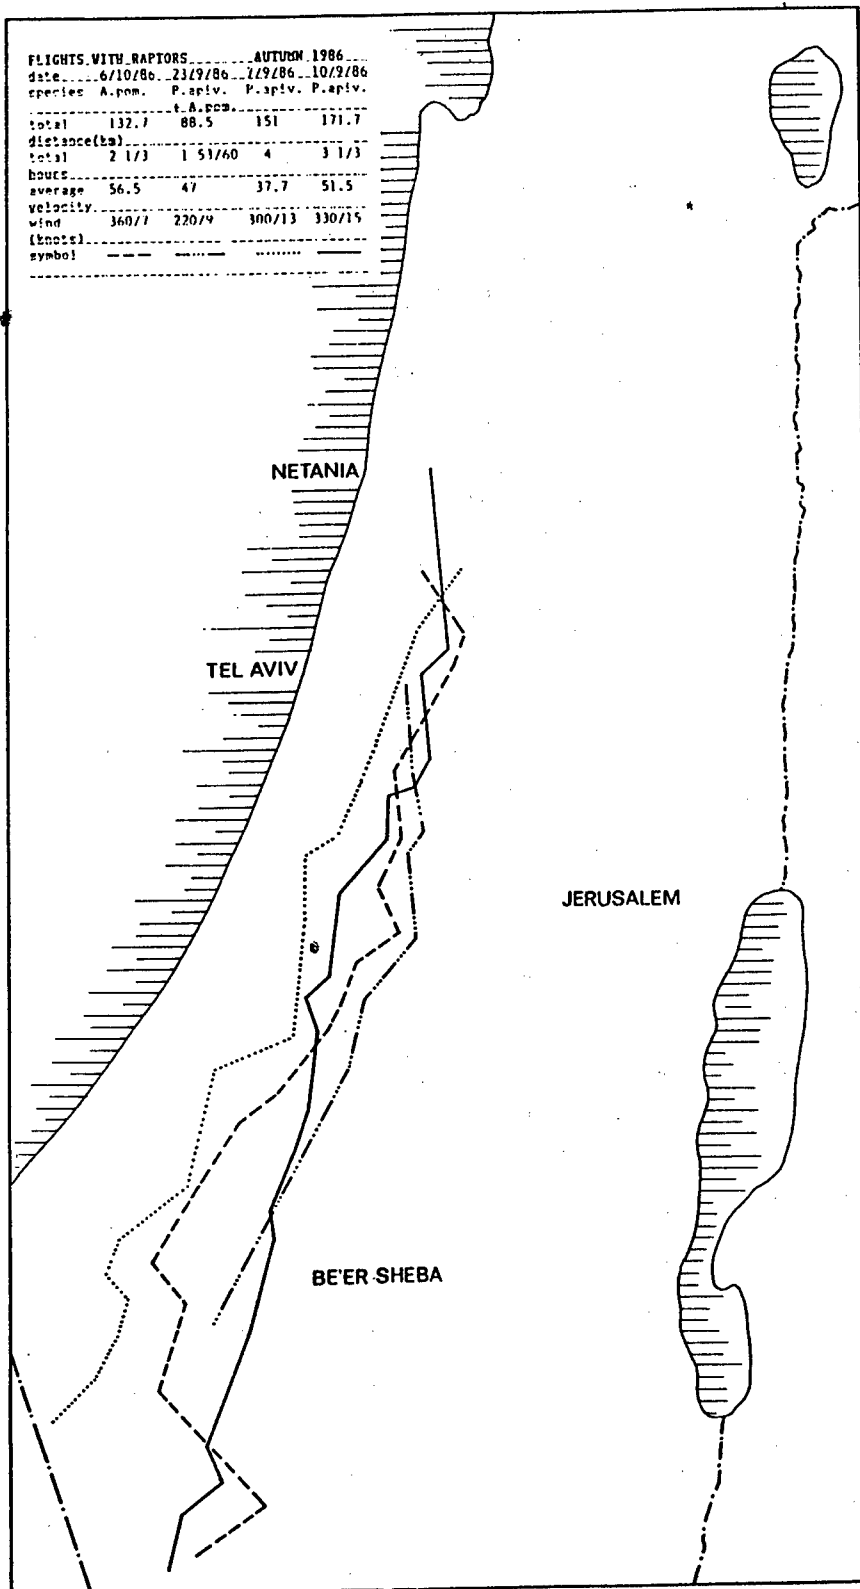 FLIGHTS WITH RAPTORS AUTUMN 1986
date 6/10/86 23/9/86 7/9/86 10/9/86
species A.pom. P.apiv. P.apiv. P.apiv.
+ A.pom.
total 132.7 88.5 151 171.7
distance(km)
total 2 1/3 1 53/60 4 3 1/3
hours
average 56.5 47 37.7 51.5
velocity
wind 360/7 220/9 300/13 330/15
(knots)
symbol
NETANIA
TEL AVIV
JERUSALEM
BE'ER SHEBA